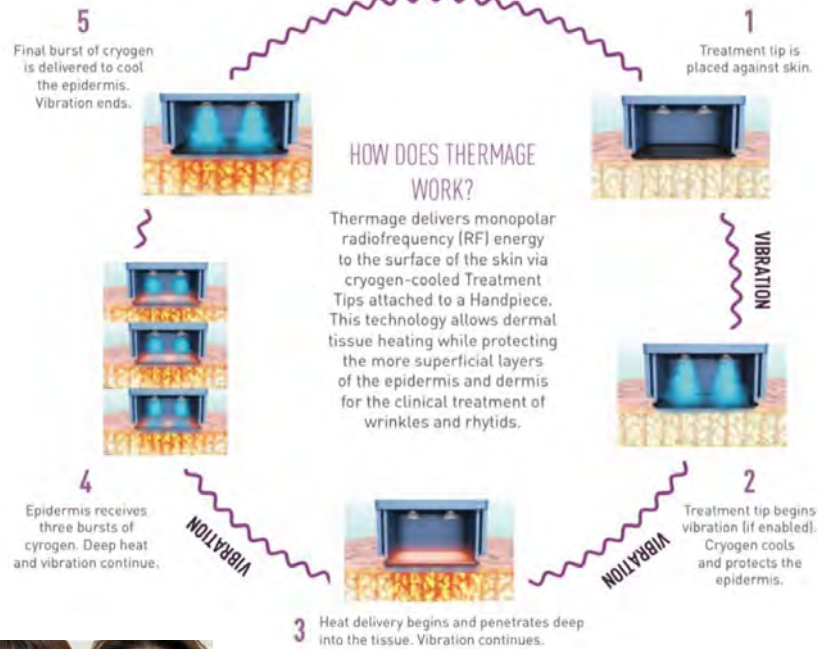 5
Final burst of cryogen
is delivered to cool
the epidermis.
Vibration ends.
1
Treatment tip is
placed against skin.
HOW DOES THERMAGE
WORK?
Thermage delivers monopolar
radiofrequency (RF) energy
to the surface of the skin via
cryogen-cooled Treatment
Tips attached to a Handpiece.
This technology allows dermal
tissue heating while protecting
the more superficial layers
of the epidermis and dermis
for the clinical treatment of
wrinkles and rhytids.
VIBRATION
4
Epidermis receives
three bursts of
cyrogen. Deep heat
and vibration continue.
VIBRATION
VIBRATION
2
Treatment tip begins
vibration (if enabled).
Cryogen cools
and protects the
epidermis.
3
Heat delivery begins and penetrates deep
into the tissue. Vibration continues.